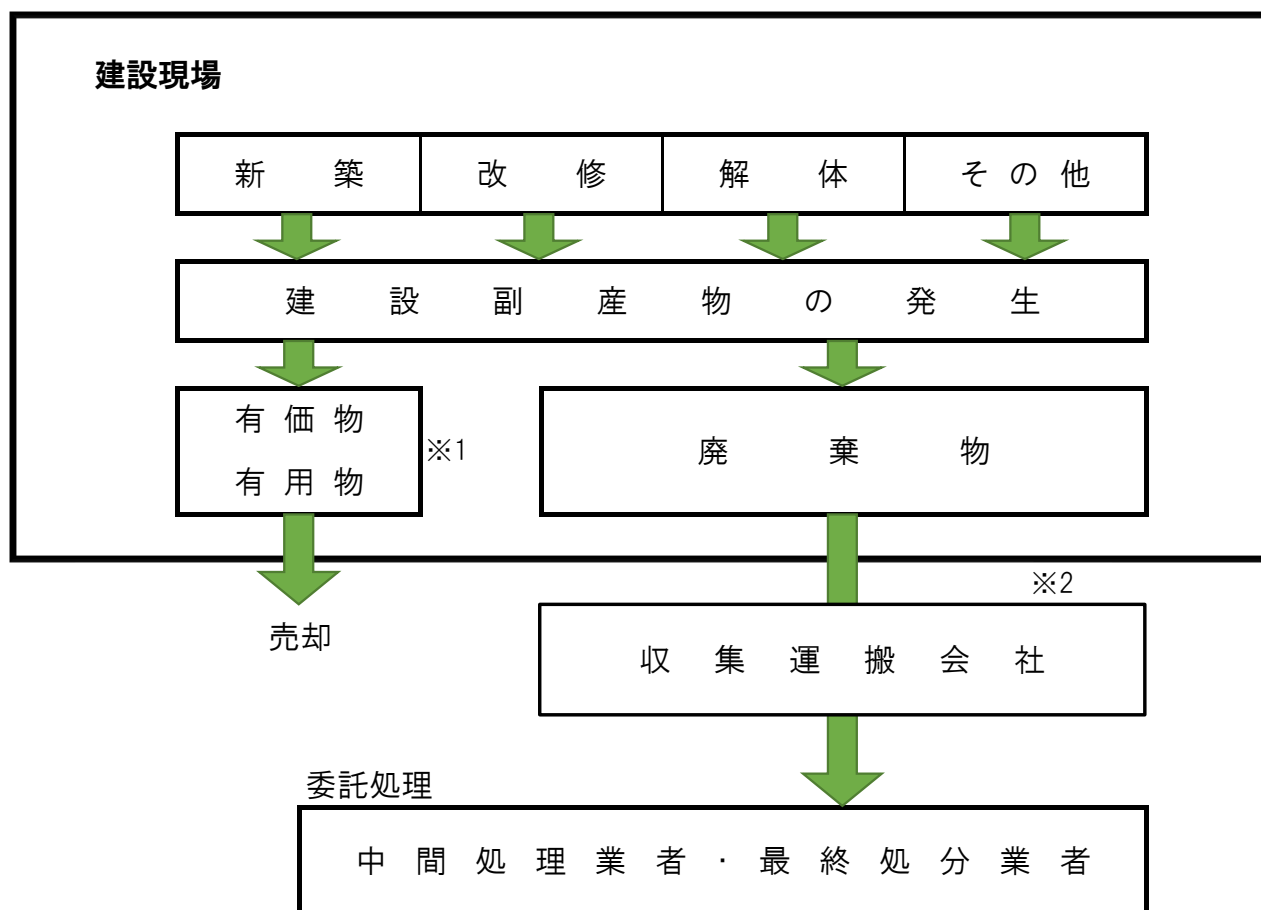 建設現場
新築 改修 解体 その他
建設副産物の発生
有価物
有用物
※1
廃棄物
※2
売却
収集運搬会社
委託処理
中間処理業者・最終処分業者